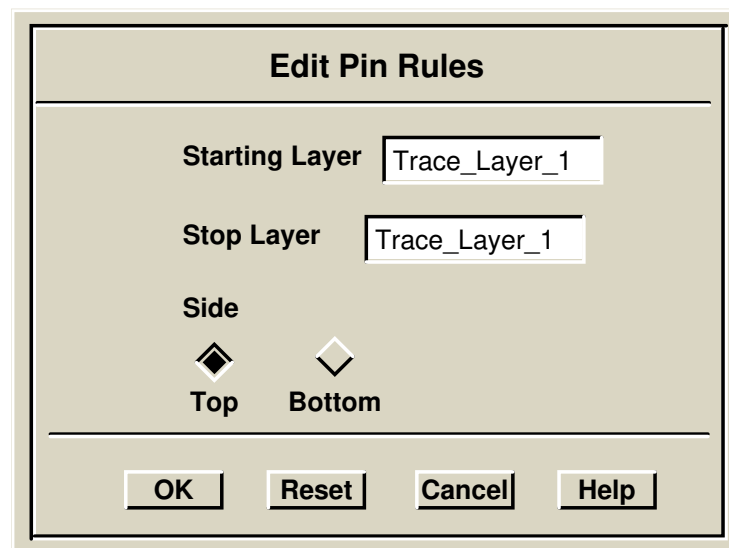 Edit Pin Rules
Starting Layer Trace_Layer_1
Stop Layer Trace_Layer_1
Side
Top Bottom
OK Reset Cancel Help